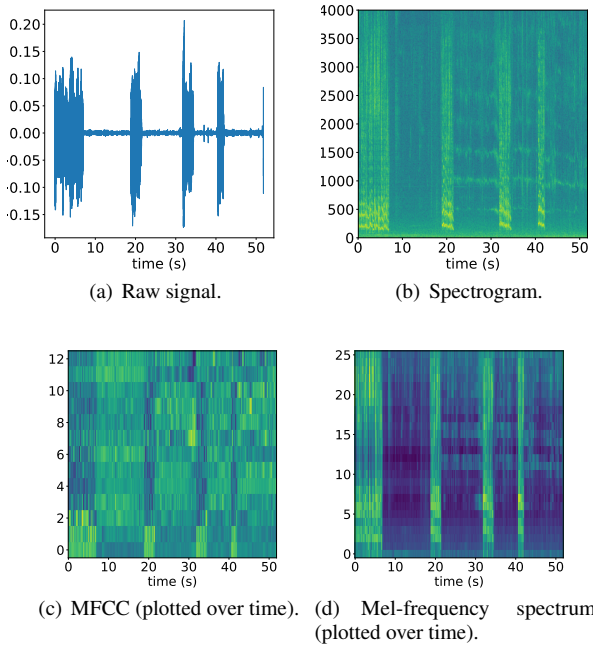 0.20
0.15
0.10
0.05
0.00
0.05
0.10
0.15
0 10 20 30 40 50
time (s)
(a) Raw signal.
4000
3500
3000
2500
2000
1500
1000
500
0
0 10 20 30 40 50
time (s)
(b) Spectrogram.
12
10
8
6
4
2
0
0 10 20 30 40 50
time (s)
(c) MFCC (plotted over time).
25
20
15
10
5
0
0 10 20 30 40 50
time (s)
(d) Mel-frequency spectrum
(plotted over time).